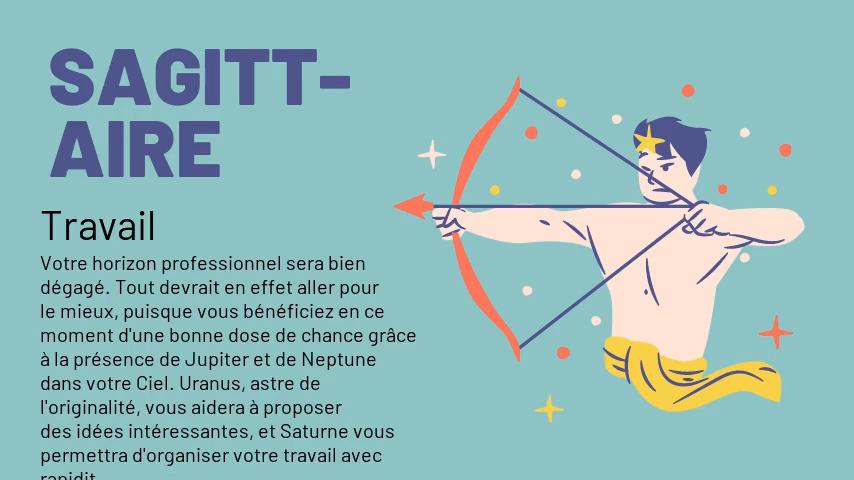 SAGITT-
AIRE
Travail
Votre horizon professionnel sera bien
dégagé. Tout devrait en effet aller pour
le mieux, puisque vous bénéficiez en ce
moment d'une bonne dose de chance grâce
à la présence de Jupiter et de Neptune
dans votre Ciel. Uranus, astre de
l'originalité, vous aidera à proposer
des idées intéressantes, et Saturne vous
permettra d'organiser votre travail avec